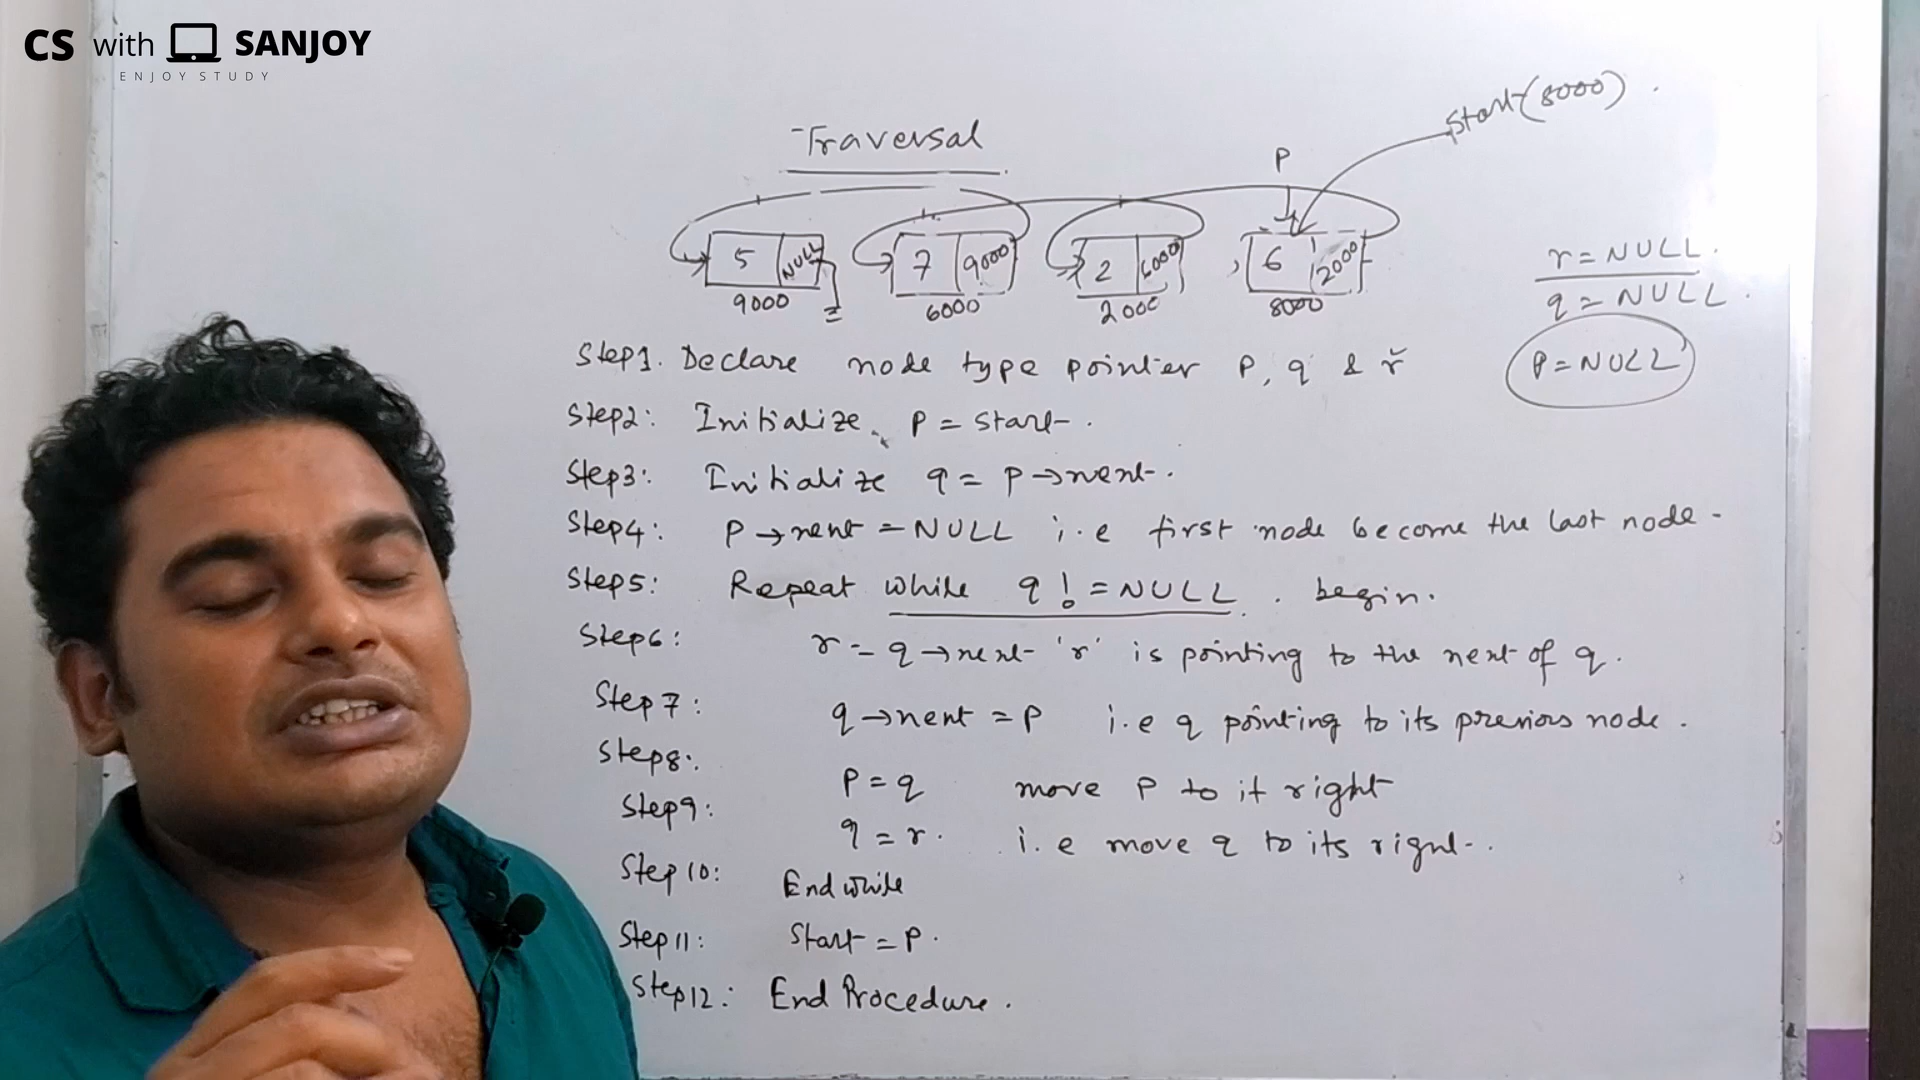 CS with SANJOY
ENJOY STUDY
Traversal
Start(8000).
P
5 NULL
7 9000
2 6000
6 2000
9000
6000
2000
8000
r = NULL.
q = NULL.
P = NULL
Step1. Declare node type pointer P, q & r
Step2: Initialize P = Start.
Step3: Initialize q = P→next.
Step4: P→next = NULL i.e first node become the last node.
Step5: Repeat while q != NULL. begin.
Step6: r = q→next 'r' is pointing to the next of q.
Step7: q→next = P i.e q pointing to its previous node.
Step8: P = q move P to it right
Step9: q = r. i.e move q to its right.
Step10: End while
Step11: Start = P.
Step12: End Procedure.